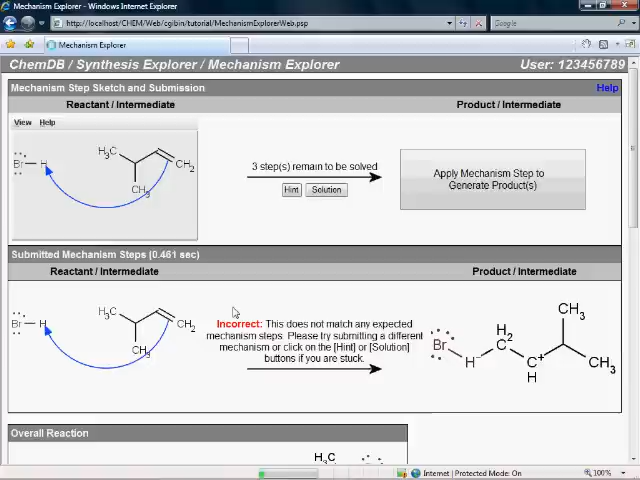 Mechanism Explorer - Windows Internet Explorer
http://localhost/CHEM/Web/cgibin/tutorial/MechanismExplorerWeb.psp
Google
Mechanism Explorer
ChemDB / Synthesis Explorer / Mechanism Explorer User: 123456789
Mechanism Step Sketch and Submission Help
Reactant / Intermediate Product / Intermediate
View Help
H₃C
Br H CH₂
CH₃
3 step(s) remain to be solved
Hint Solution
Apply Mechanism Step to
Generate Product(s)
Submitted Mechanism Steps (0.461 sec)
Reactant / Intermediate Product / Intermediate
H₃C
Br H CH₂
CH₃
Incorrect: This does not match any expected
mechanism steps. Please try submitting a different
mechanism or click on the [Hint] or [Solution]
buttons if you are stuck.
CH₃
H₂
Br C
H⁻ C⁺ CH₃
H
Overall Reaction
H₃C
Internet | Protected Mode: On 100%